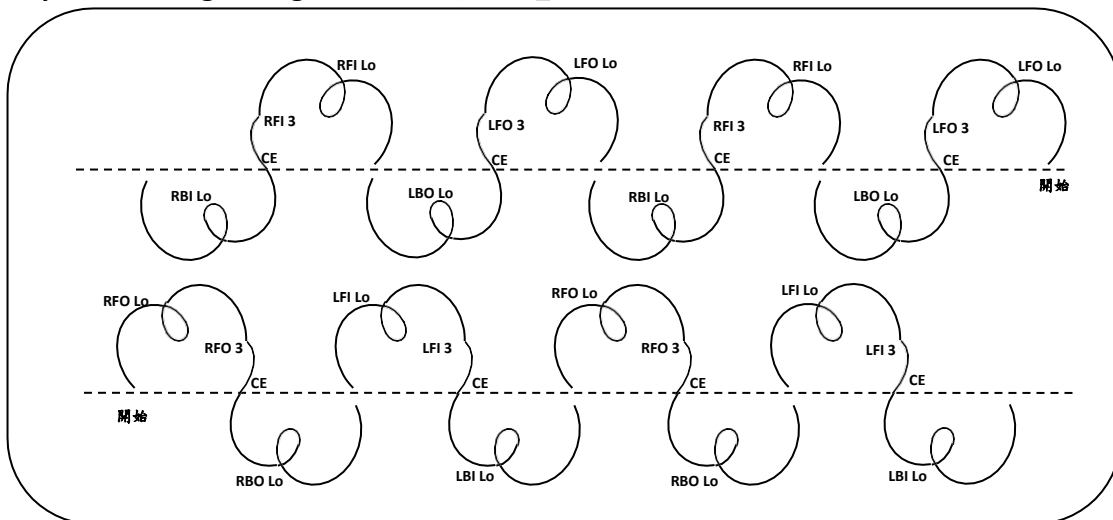 RFI Lo LFO Lo RFI Lo LFO Lo
RFI 3 LFO 3 RFI 3 LFO 3
CE CE CE CE
開始
RBI Lo LBO Lo RBI Lo LBO Lo
RFO Lo LFI Lo RFO Lo LFI Lo
RFO 3 LFI 3 RFO 3 LFI 3
CE CE CE CE
開始
RBO Lo LBI Lo RBO Lo LBI Lo